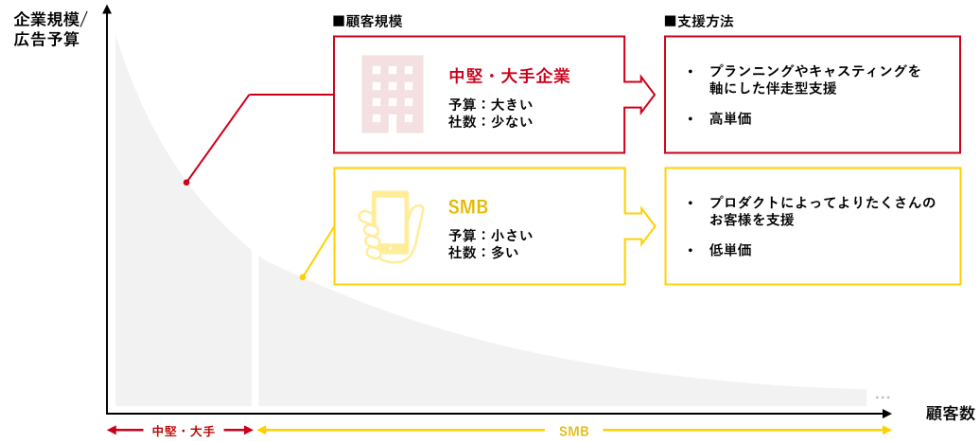 企業規模/
広告予算
■顧客規模
■支援方法
中堅・大手企業
予算：大きい
社数：少ない
• プランニングやキャスティングを
軸にした伴走型支援
• 高単価
SMB
予算：小さい
社数：多い
• プロダクトによってよりたくさんの
お客様を支援
• 低単価
…
顧客数
中堅・大手
SMB